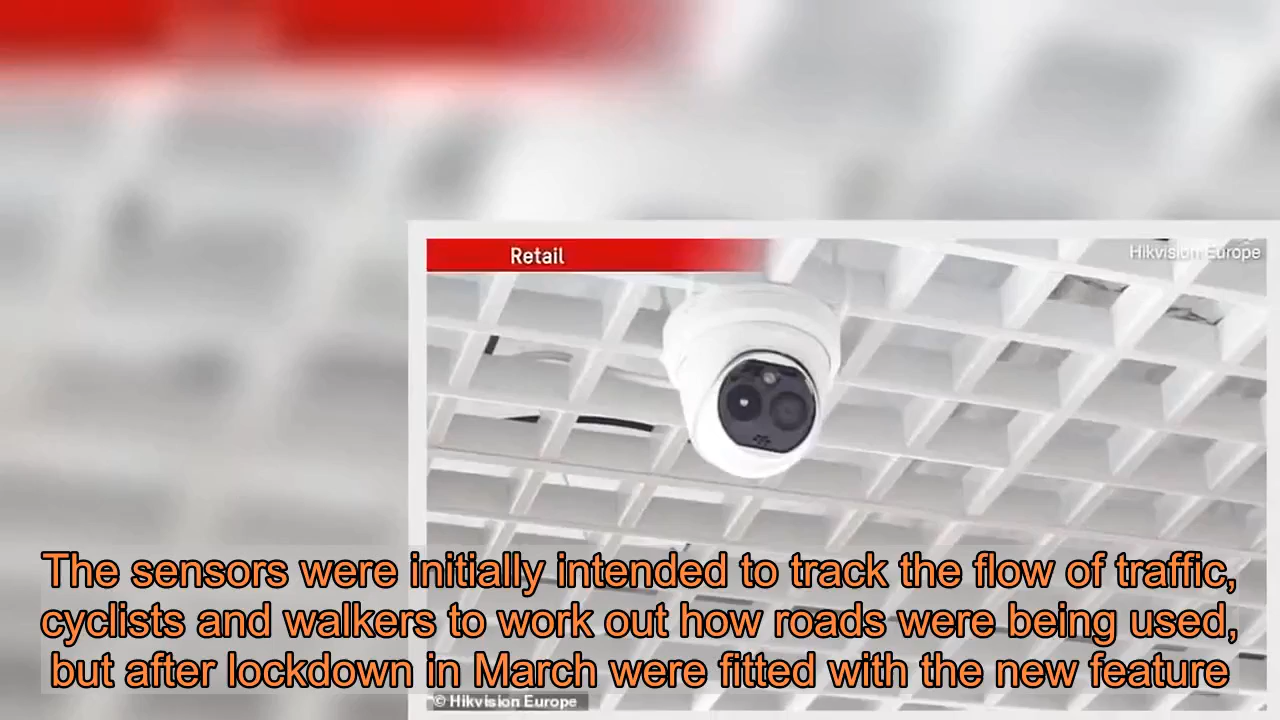 Retail
Hikvision Europe
The sensors were initially intended to track the flow of traffic,
cyclists and walkers to work out how roads were being used,
but after lockdown in March were fitted with the new feature
© Hikvision Europe